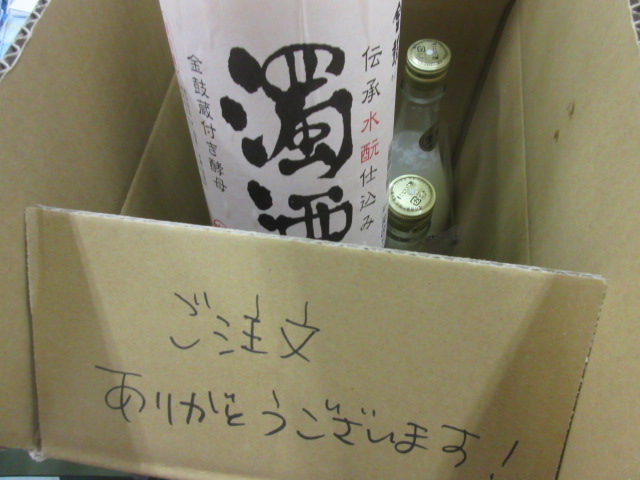 伝承水酛仕込み
濁酒
金鼓蔵付き酵母
ご注文
ありがとうございます!